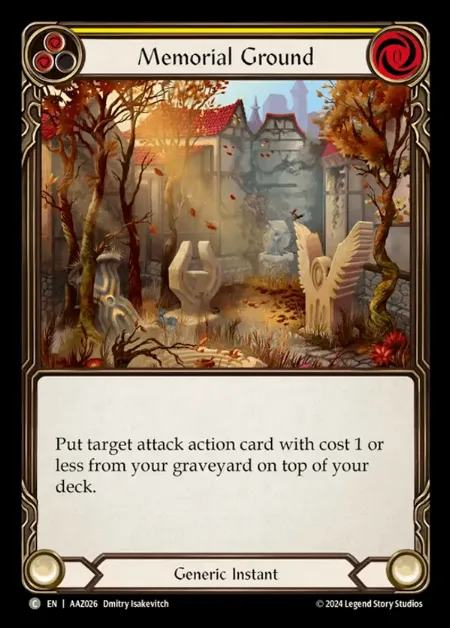 Memorial Ground
Put target attack action card with cost 1 or
less from your graveyard on top of your
deck.
Generic Instant
C EN | AAZ026 Dmitry Isakevitch
© 2024 Legend Story Studios